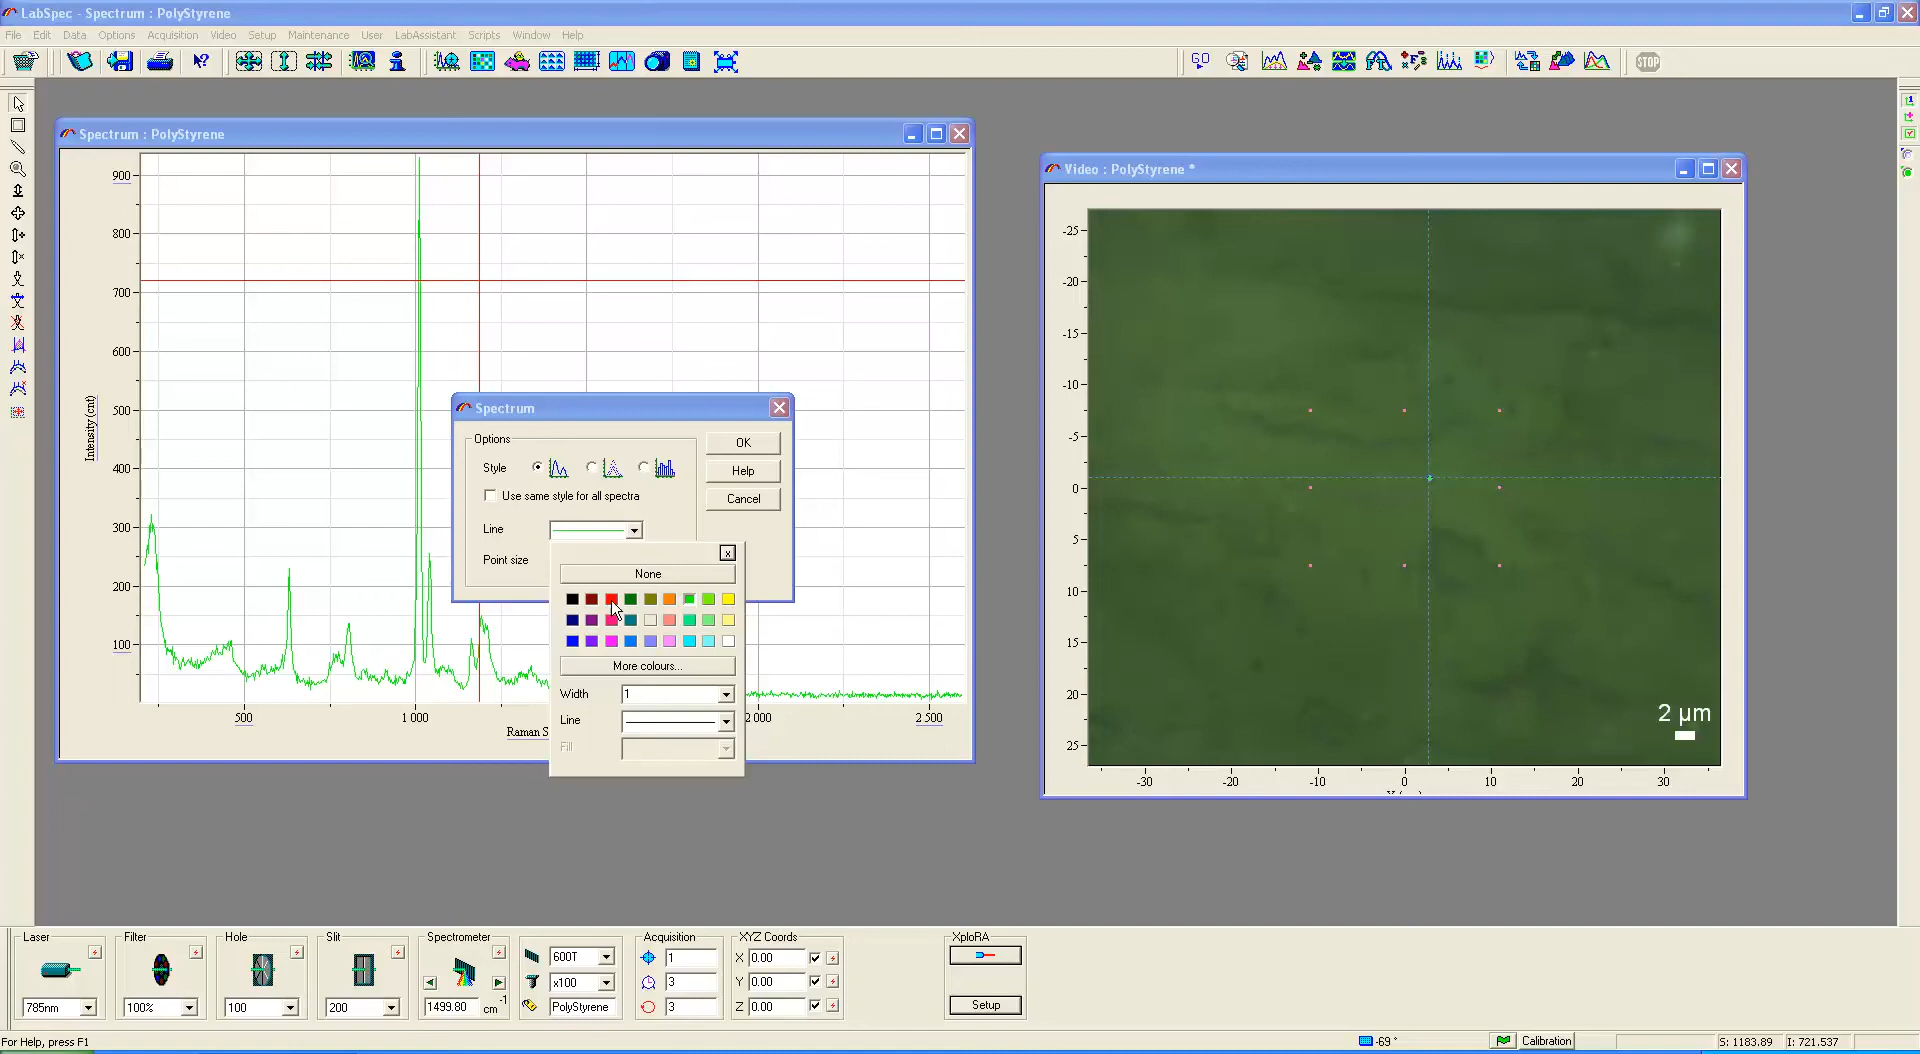 LabSpec - Spectrum : PolyStyrene
File Edit Data Options Acquisition Video Setup Maintenance User LabAssistant Scripts Window Help
GO
STOP
Spectrum : PolyStyrene
900
800
700
600
500
400
300
200
100
Intensity (cnt)
500
1 000
2 000
2 500
Raman S
Spectrum
Options
Style
Use same style for all spectra
Line
Point size
OK
Help
Cancel
x
None
More colours...
Width 1
Line
Fill
Video : PolyStyrene *
-25
-20
-15
-10
-5
0
5
10
15
20
25
2 µm
-30
-20
-10
0
10
20
30
Laser
785nm
Filter
100%
Hole
100
Slit
200
Spectrometer
1499.80 cm-1
600T
x100
PolyStyrene
Acquisition
1
3
3
XYZ Coords
X 0.00
Y 0.00
Z 0.00
XploRA
Setup
For Help, press F1
-69 °
Calibration
S: 1183.89
I: 721.537